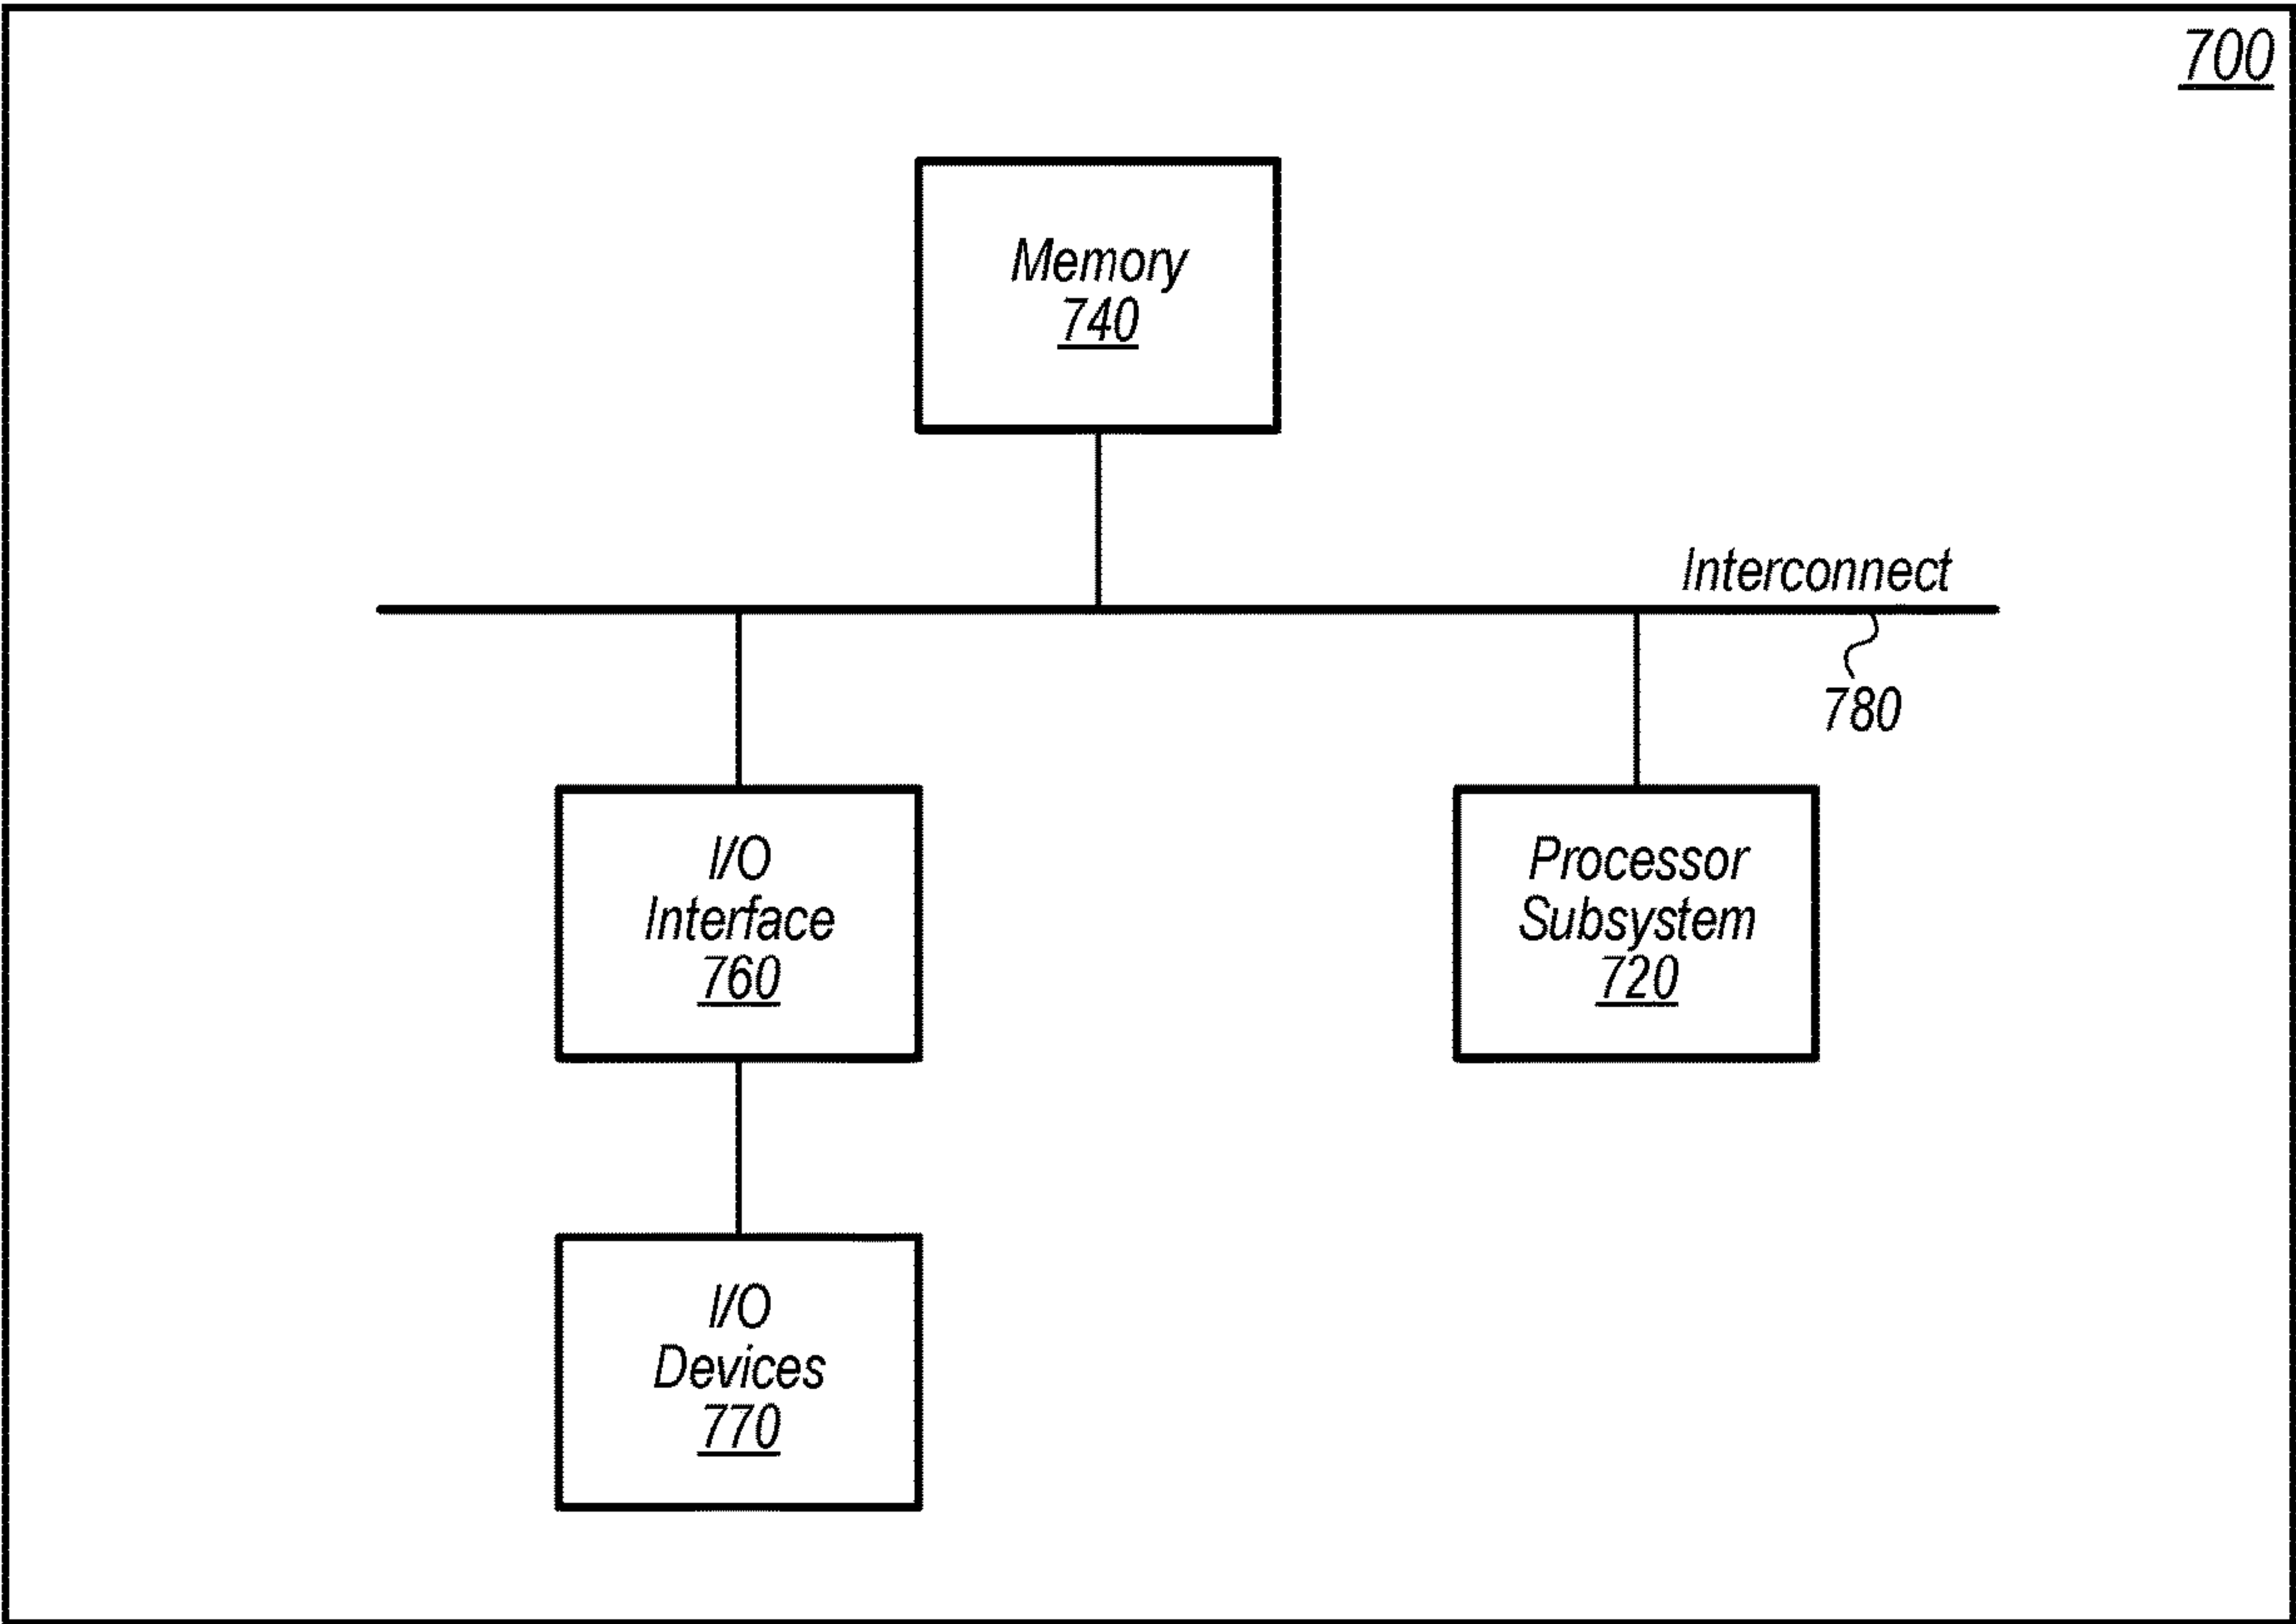 700
Memory
740
Interconnect
780
I/O
Interface
760
Processor
Subsystem
720
I/O
Devices
770